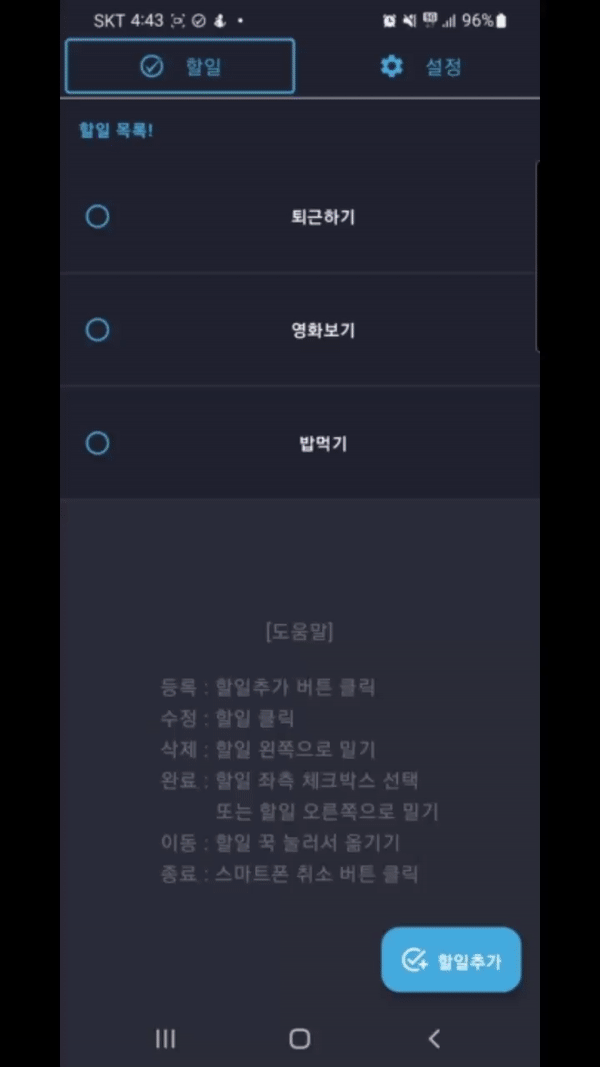 SKT 4:43 96%
할일 설정
할일 목록!
퇴근하기
영화보기
밥먹기
[도움말]
등록 : 할일추가 버튼 클릭
수정 : 할일 클릭
삭제 : 할일 왼쪽으로 밀기
완료 : 할일 좌측 체크박스 선택
또는 할일 오른쪽으로 밀기
이동 : 할일 꾹 눌러서 옮기기
종료 : 스마트폰 취소 버튼 클릭
할일추가